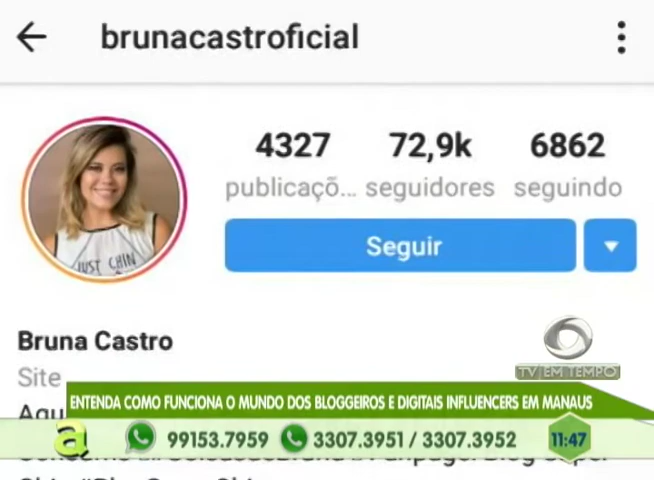 brunacastroficial
4327 72,9k 6862
publicaçõ... seguidores seguindo
Seguir
JUST CHIN
Bruna Castro
Site
TV EM TEMPO
ENTENDA COMO FUNCIONA O MUNDO DOS BLOGGEIROS E DIGITAIS INFLUENCERS EM MANAUS
a 99153.7959 3307.3951 / 3307.3952 11:47